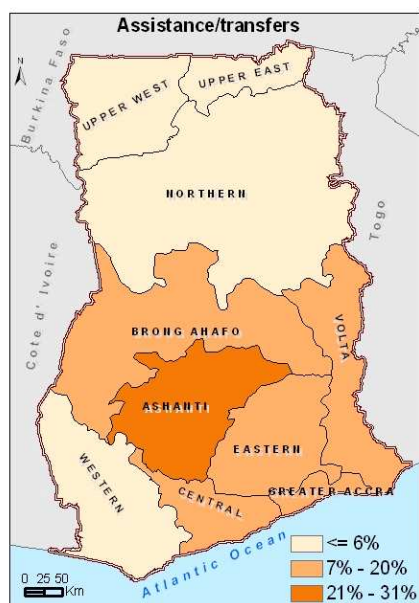 Assistance/transfers
Burkina Faso
N
UPPER WEST
UPPER EAST
NORTHERN
Togo
Cote d' Ivoire
BRONG AHAFO
VOLTA
ASHANTI
EASTERN
WESTERN
CENTRAL
GREATER ACCRA
Atlantic Ocean
<= 6%
7% - 20%
21% - 31%
0 25 50
Km